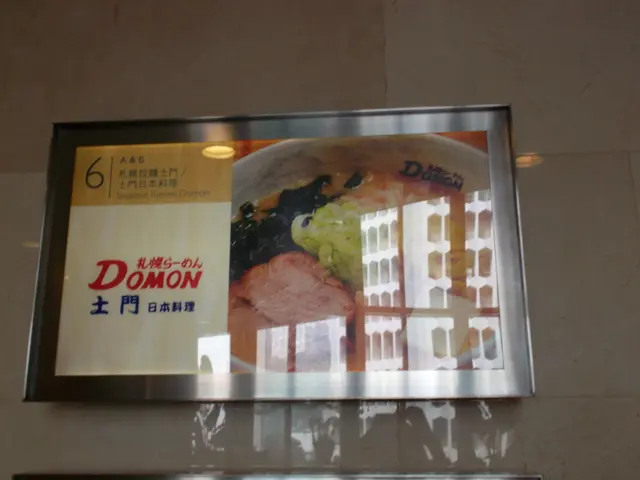 6
A & B
札幌拉麵土門 /
土門日本料理
Sapporo Ramen Domon
札幌らーめん
DOMON
土門 日本料理
DOMON